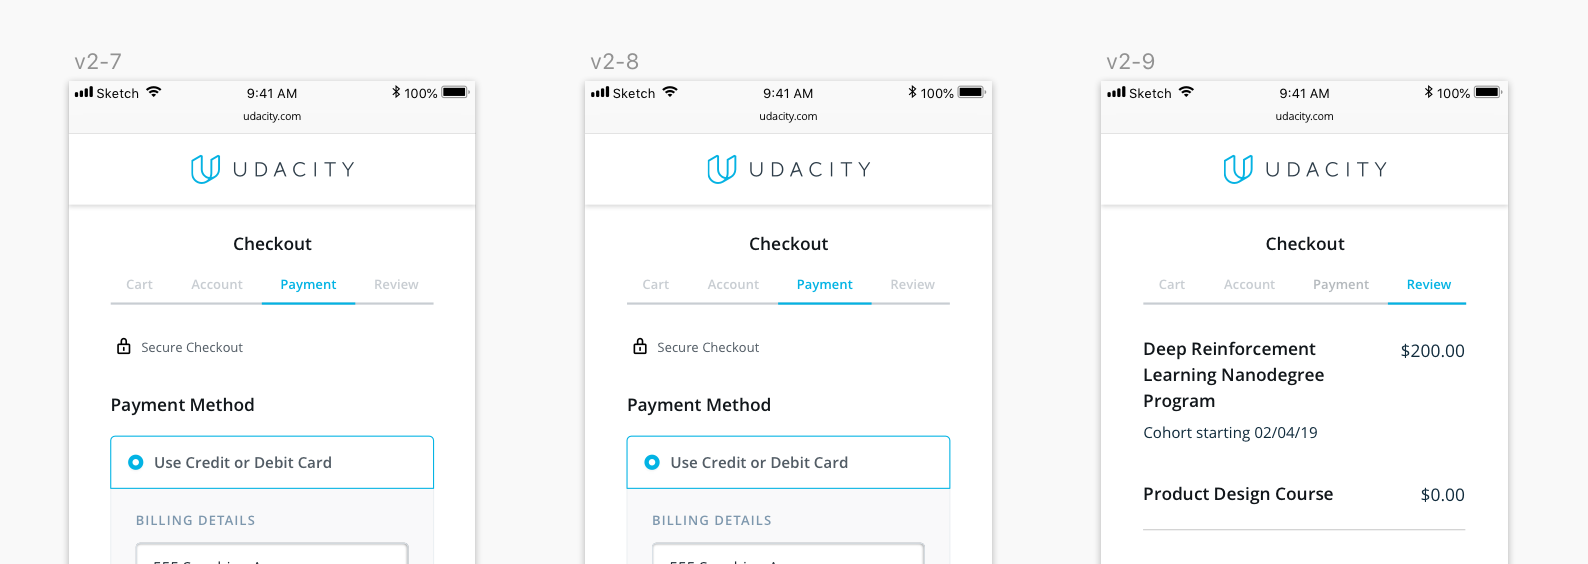 v2-7
Sketch 9:41 AM 100%
udacity.com
UDACITY
Checkout
Cart Account Payment Review
Secure Checkout
Payment Method
Use Credit or Debit Card
BILLING DETAILS
v2-8
Sketch 9:41 AM 100%
udacity.com
UDACITY
Checkout
Cart Account Payment Review
Secure Checkout
Payment Method
Use Credit or Debit Card
BILLING DETAILS
v2-9
Sketch 9:41 AM 100%
udacity.com
UDACITY
Checkout
Cart Account Payment Review
Deep Reinforcement $200.00
Learning Nanodegree
Program
Cohort starting 02/04/19
Product Design Course $0.00